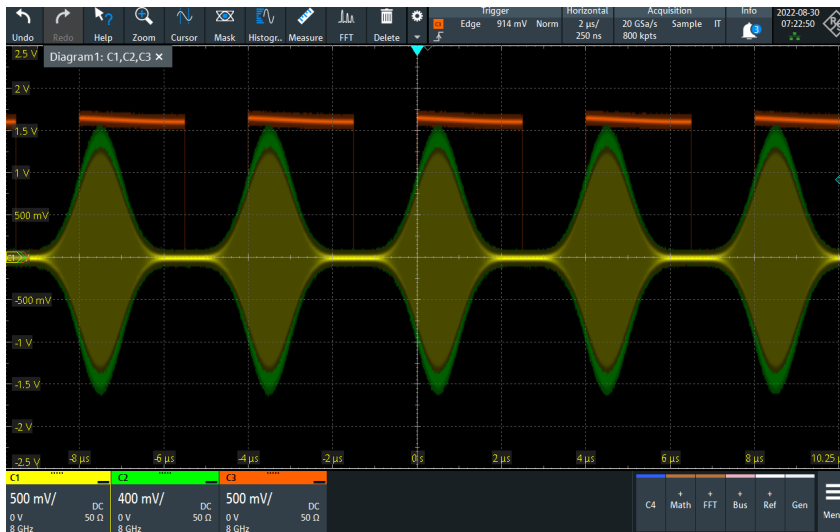 Undo Redo Help Zoom Cursor Mask Histogr.. Measure FFT Delete
Trigger
C3 Edge 914 mV Norm
Horizontal
2 µs/
250 ns
Acquisition
20 GSa/s Sample IT
800 kpts
Info
3
2022-08-30
07:22:50
Diagram1: C1,C2,C3 ×
2.5 V
2 V
1.5 V
1 V
500 mV
C1
-500 mV
-1 V
-1.5 V
-2 V
-2.5 V
-8 µs -6 µs -4 µs -2 µs 0 s 2 µs 4 µs 6 µs 8 µs 10.25 µs
C1
500 mV/ DC
0 V 50 Ω
8 GHz
C2
400 mV/ DC
0 V 50 Ω
8 GHz
C3
500 mV/ DC
0 V 50 Ω
8 GHz
C4
+ Math
+ FFT
+ Bus
+ Ref
Gen
Menu